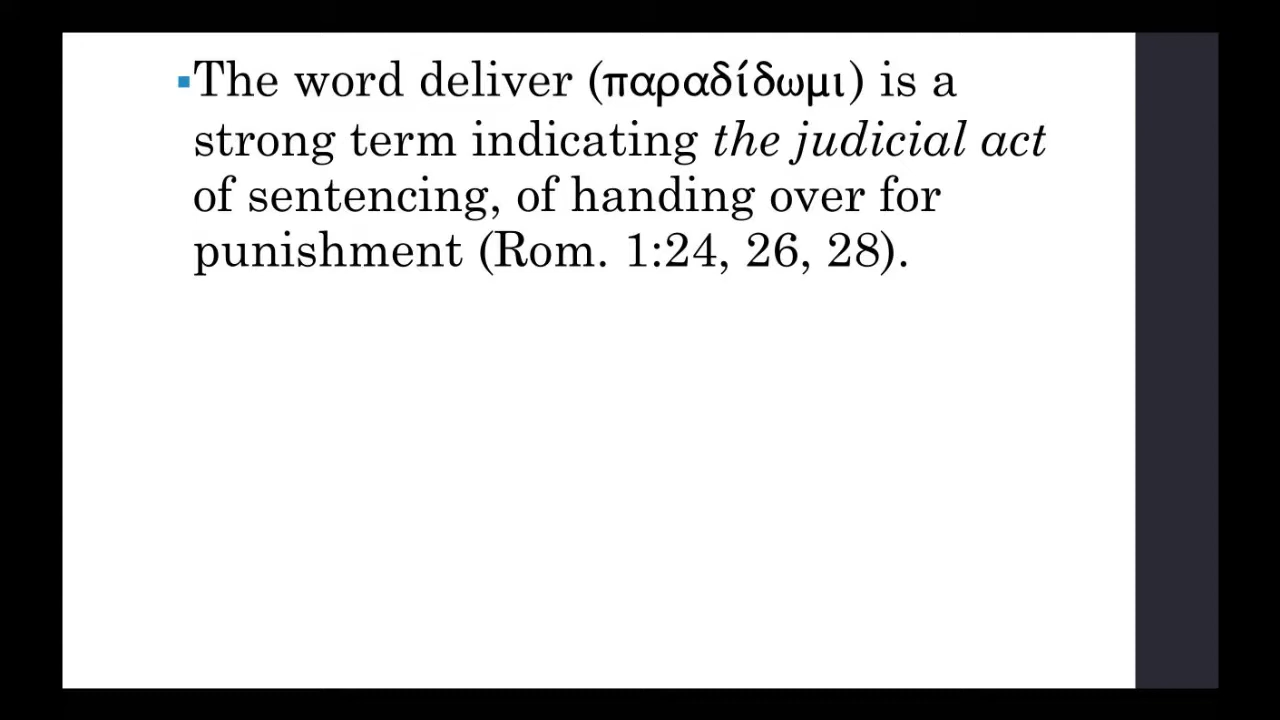 ▪The word deliver (παραδίδωμι) is a
strong term indicating the judicial act
of sentencing, of handing over for
punishment (Rom. 1:24, 26, 28).